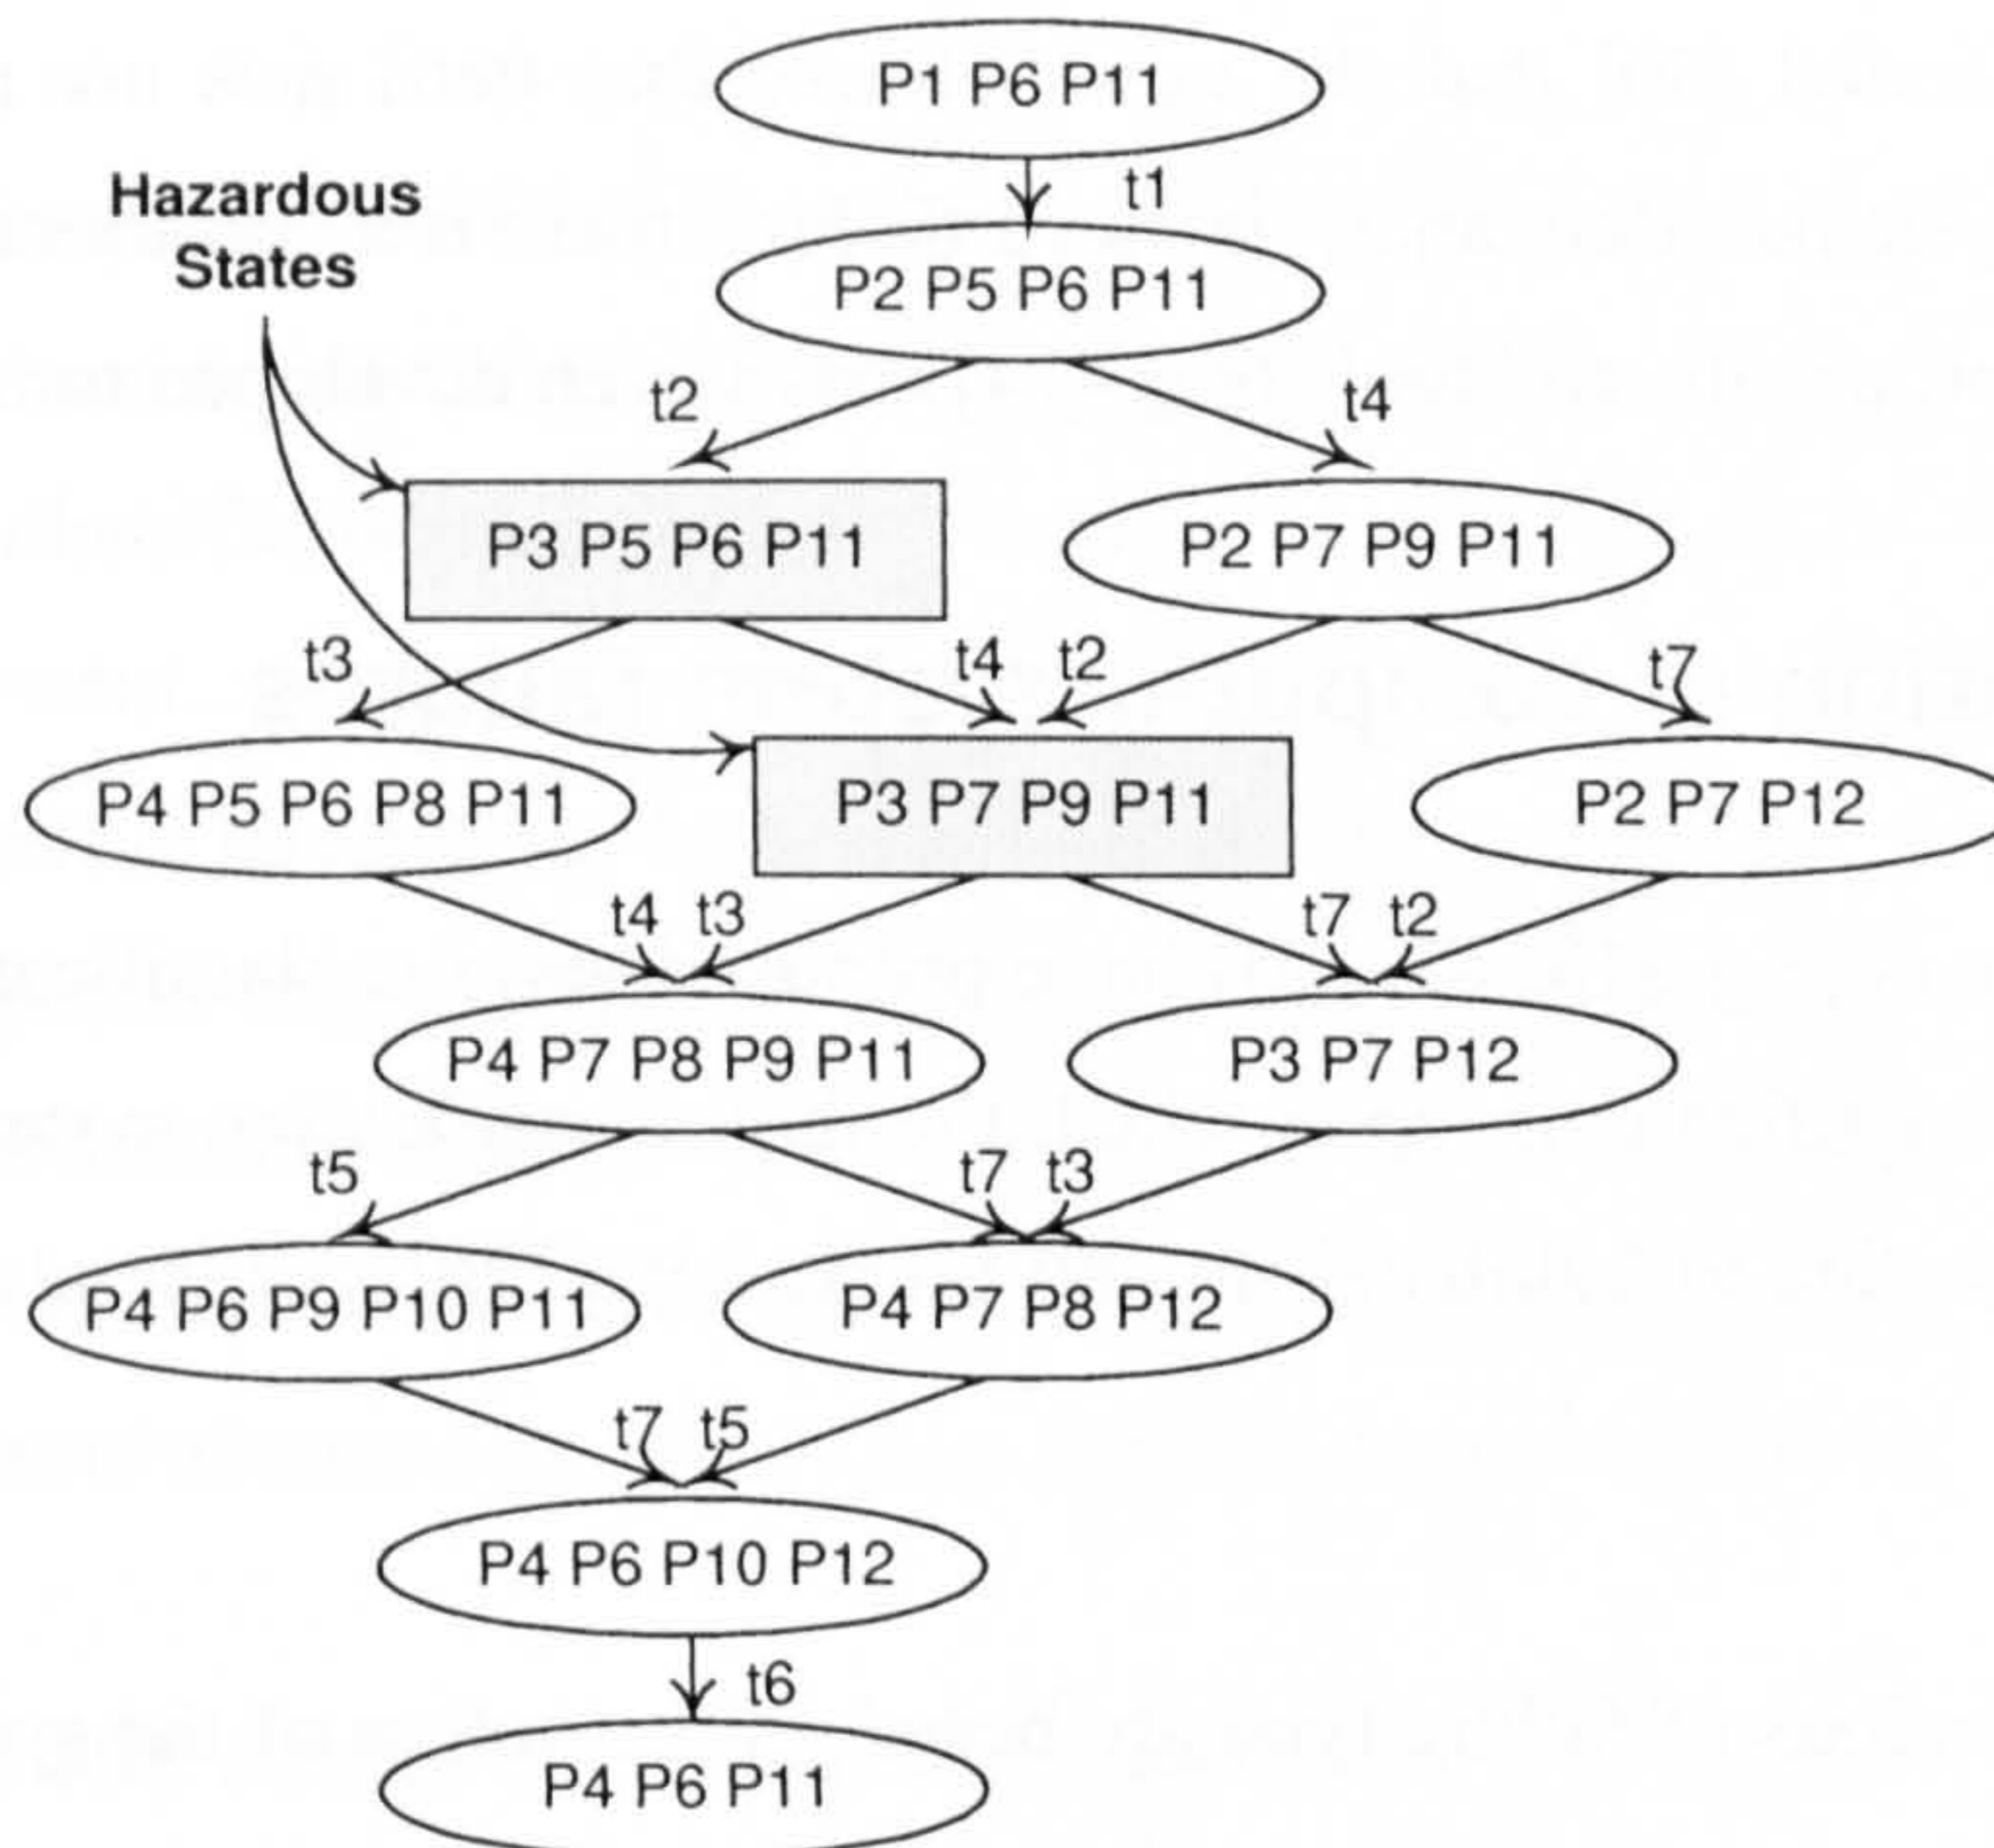 P1 P6 P11
t1
Hazardous
States
P2 P5 P6 P11
t2 t4
P3 P5 P6 P11 P2 P7 P9 P11
t3 t4 t2 t7
P4 P5 P6 P8 P11 P3 P7 P9 P11 P2 P7 P12
t4 t3 t7 t2
P4 P7 P8 P9 P11 P3 P7 P12
t5 t7 t3
P4 P6 P9 P10 P11 P4 P7 P8 P12
t7 t5
P4 P6 P10 P12
t6
P4 P6 P11